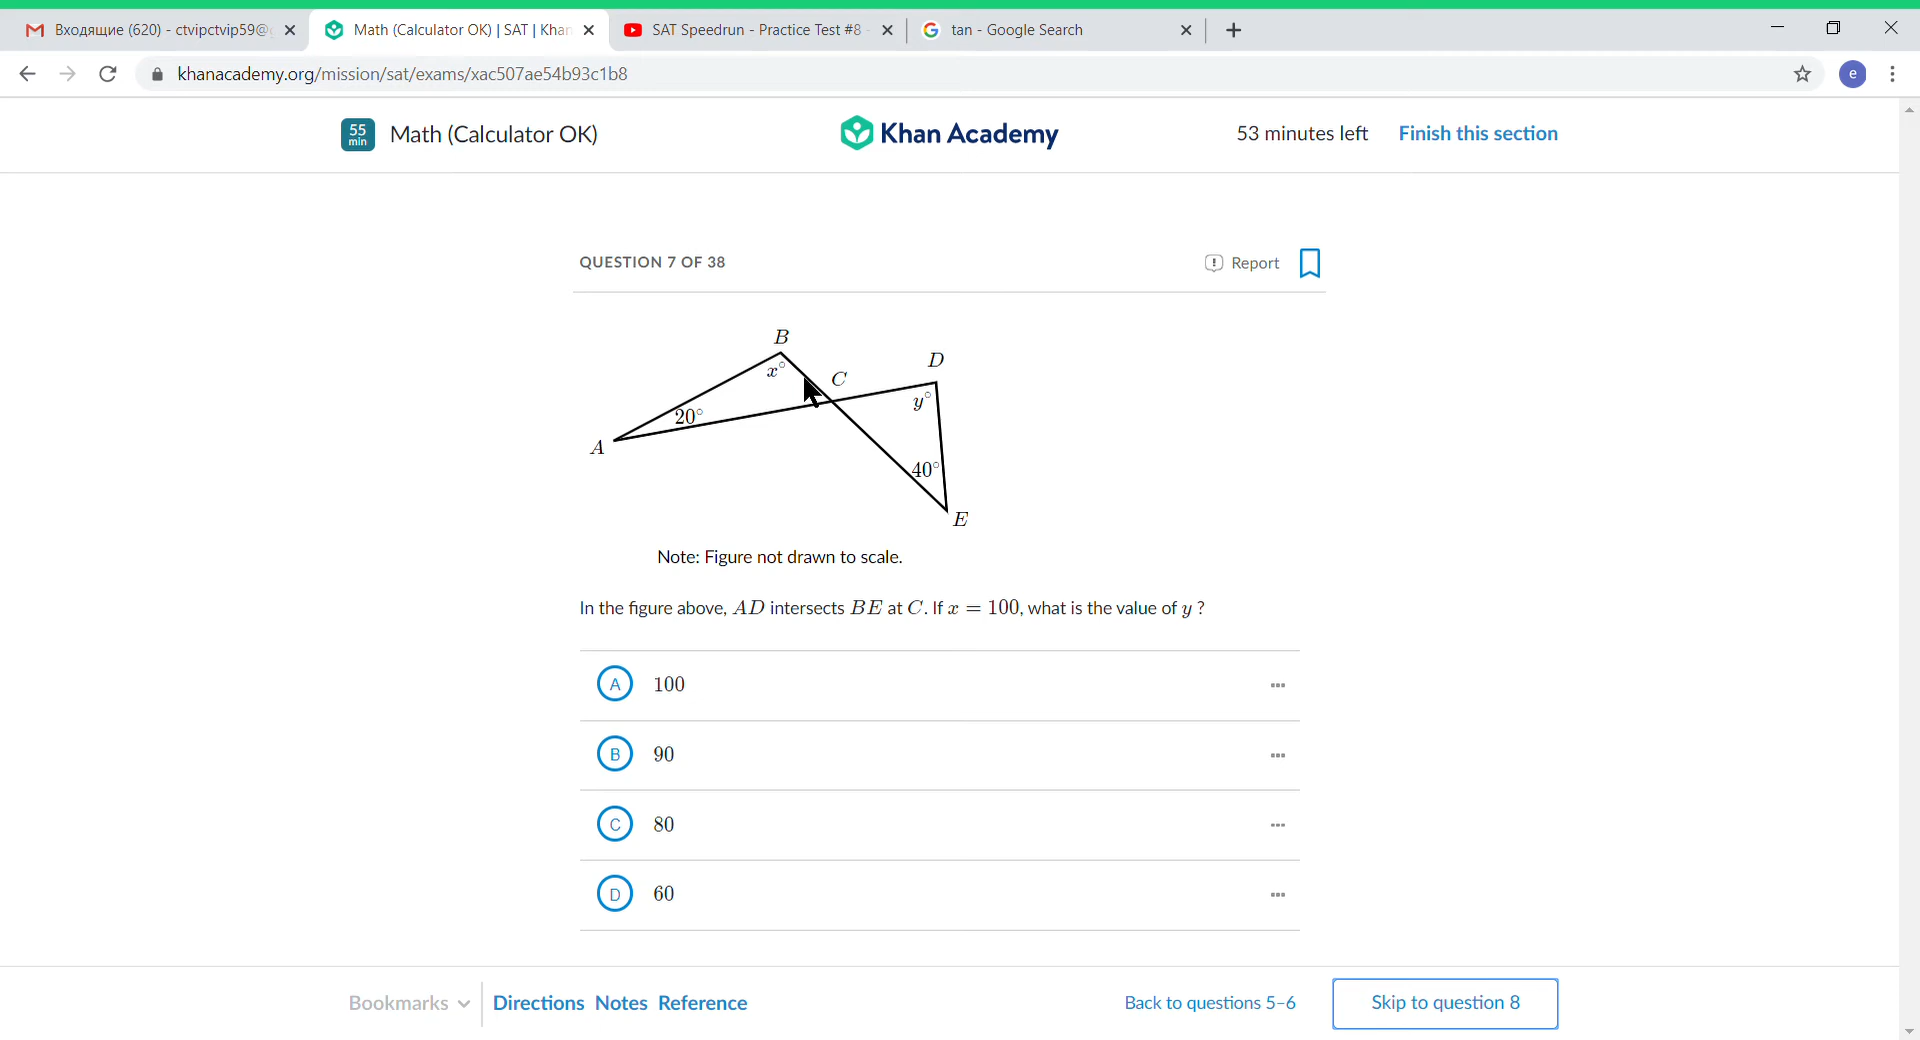 Входящие (620) - ctvipctvip59@g
Math (Calculator OK) | SAT | Khan
SAT Speedrun - Practice Test #8 -
tan - Google Search
khanacademy.org/mission/sat/exams/xac507ae54b93c1b8
e
55
min
Math (Calculator OK)
Khan Academy
53 minutes left
Finish this section
QUESTION 7 OF 38
Report
B
D
x°
C
y°
20°
A
40°
E
Note: Figure not drawn to scale.
In the figure above, AD intersects BE at C. If x = 100, what is the value of y ?
A 100
B 90
C 80
D 60
Bookmarks
Directions Notes Reference
Back to questions 5–6
Skip to question 8